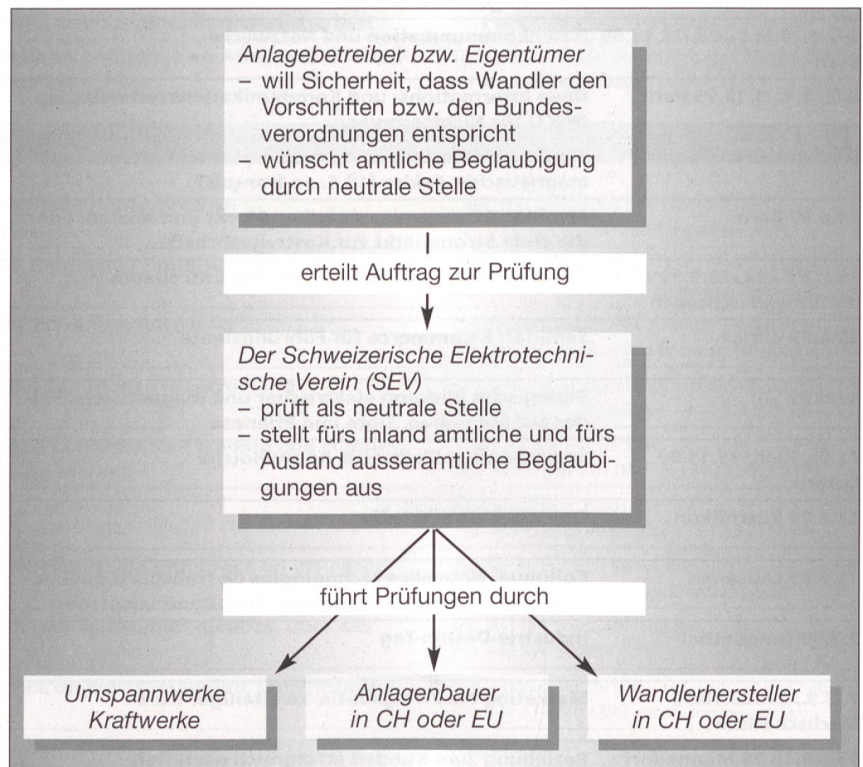 Anlagebetreiber bzw. Eigentümer
– will Sicherheit, dass Wandler den
Vorschriften bzw. den Bundes-
verordnungen entspricht
– wünscht amtliche Beglaubigung
durch neutrale Stelle
erteilt Auftrag zur Prüfung
Der Schweizerische Elektrotechni-
sche Verein (SEV)
– prüft als neutrale Stelle
– stellt fürs Inland amtliche und fürs
Ausland ausseramtliche Beglaubi-
gungen aus
führt Prüfungen durch
Umspannwerke
Kraftwerke
Anlagenbauer
in CH oder EU
Wandlerhersteller
in CH oder EU